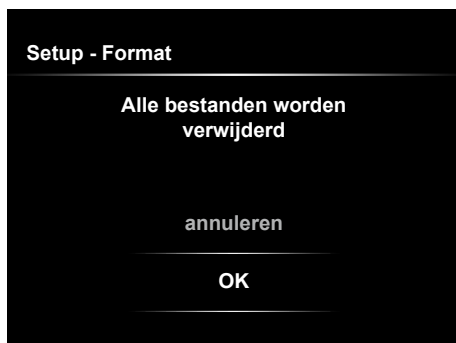 Setup - Format
Alle bestanden worden
verwijderd
annuleren
OK